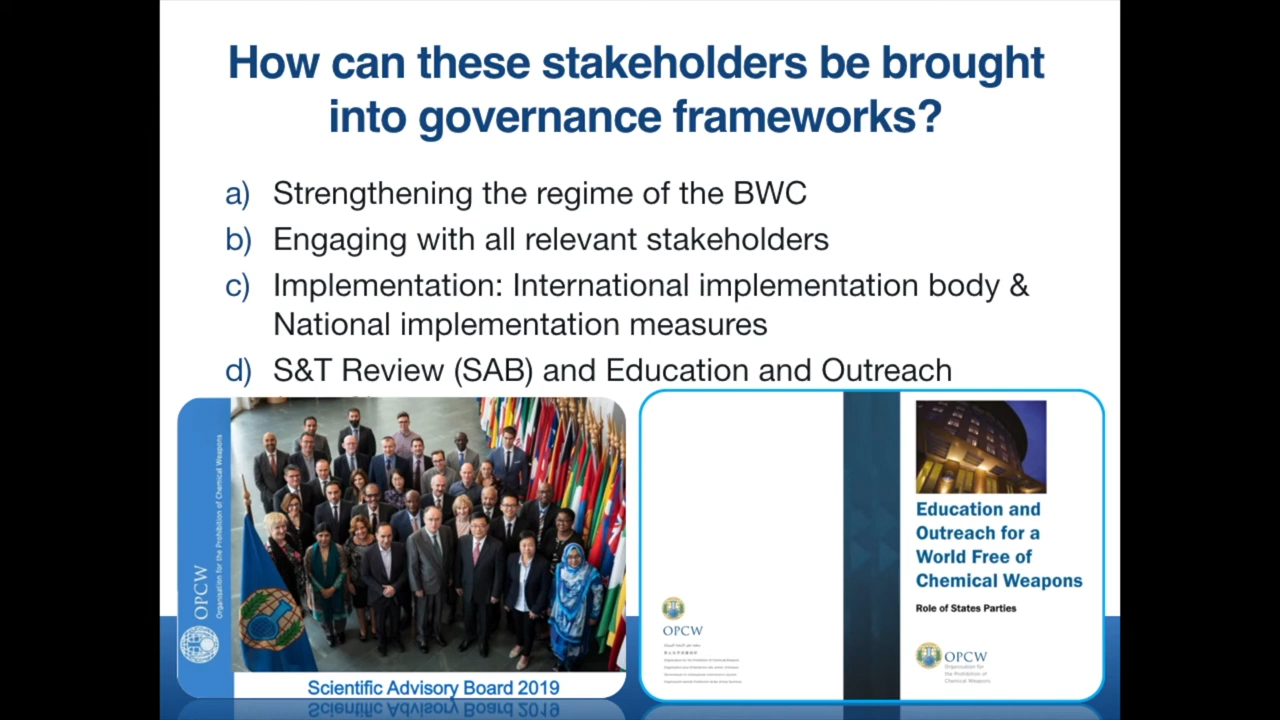 How can these stakeholders be brought
into governance frameworks?
a) Strengthening the regime of the BWC
b) Engaging with all relevant stakeholders
c) Implementation: International implementation body &
National implementation measures
d) S&T Review (SAB) and Education and Outreach
OPCW
Organisation for the Prohibition of Chemical Weapons
Scientific Advisory Board 2019
OPCW
Education and
Outreach for a
World Free of
Chemical Weapons
Role of States Parties
OPCW
Organisation for
the Prohibition of
Chemical Weapons